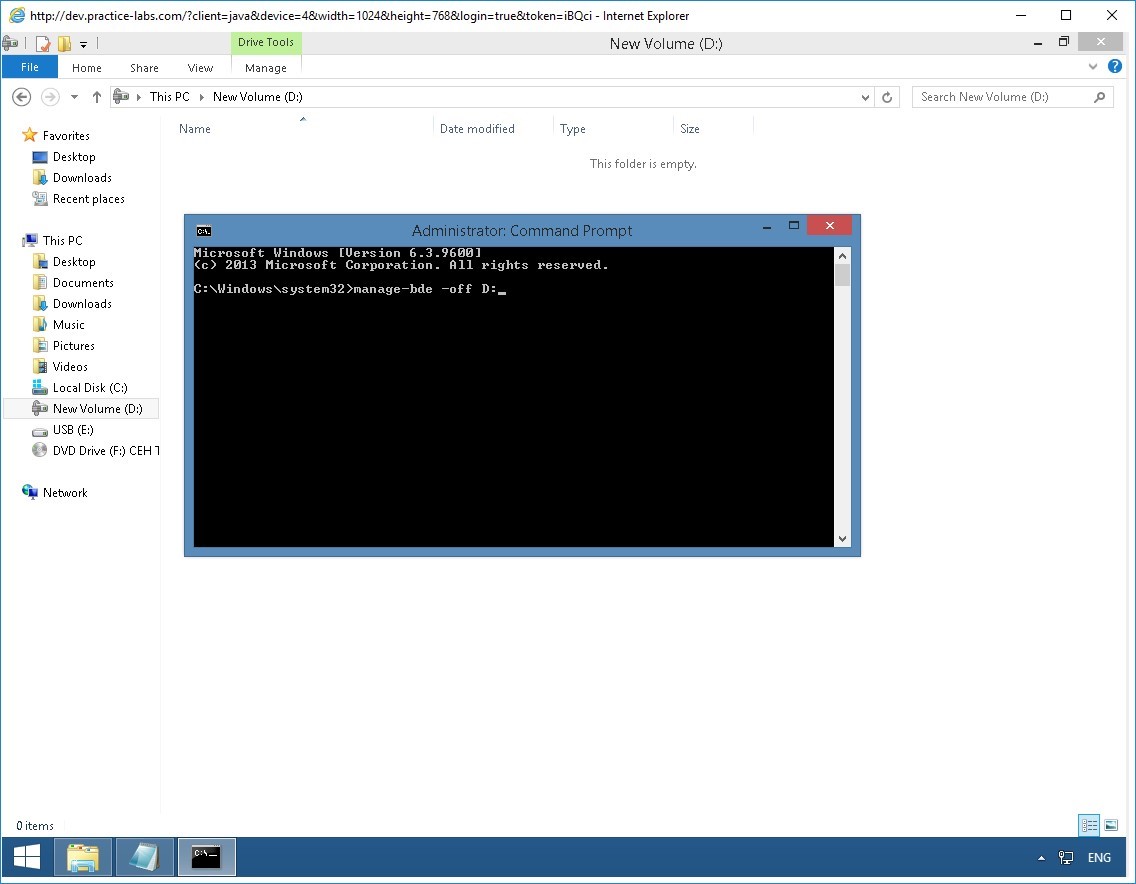 http://dev.practice-labs.com/?client=java&device=4&width=1024&height=768&login=true&token=iBQci - Internet Explorer
Drive Tools
New Volume (D:)
File
Home
Share
View
Manage
This PC
New Volume (D:)
Search New Volume (D:)
Name
Date modified
Type
Size
This folder is empty.
Favorites
Desktop
Downloads
Recent places
This PC
Desktop
Documents
Downloads
Music
Pictures
Videos
Local Disk (C:)
New Volume (D:)
USB (E:)
DVD Drive (F:) CEH T
Network
Administrator: Command Prompt
Microsoft Windows [Version 6.3.9600]
(c) 2013 Microsoft Corporation. All rights reserved.
C:\Windows\system32>manage-bde -off D:_
0 items
ENG